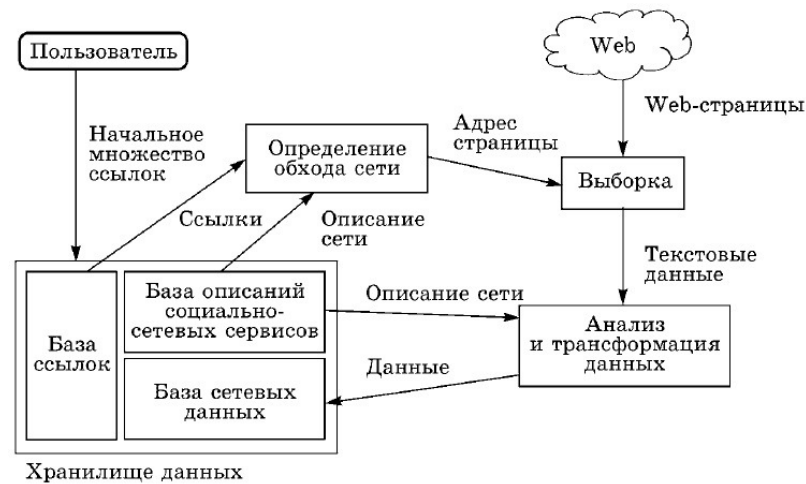 Пользователь
Web
Web-страницы
Начальное
множество
ссылок
Определение
обхода сети
Адрес
страницы
Выборка
Ссылки
Описание
сети
Текстовые
данные
База
ссылок
База описаний
социально-
сетевых сервисов
Описание сети
Анализ
и трансформация
данных
База сетевых
данных
Данные
Хранилище данных